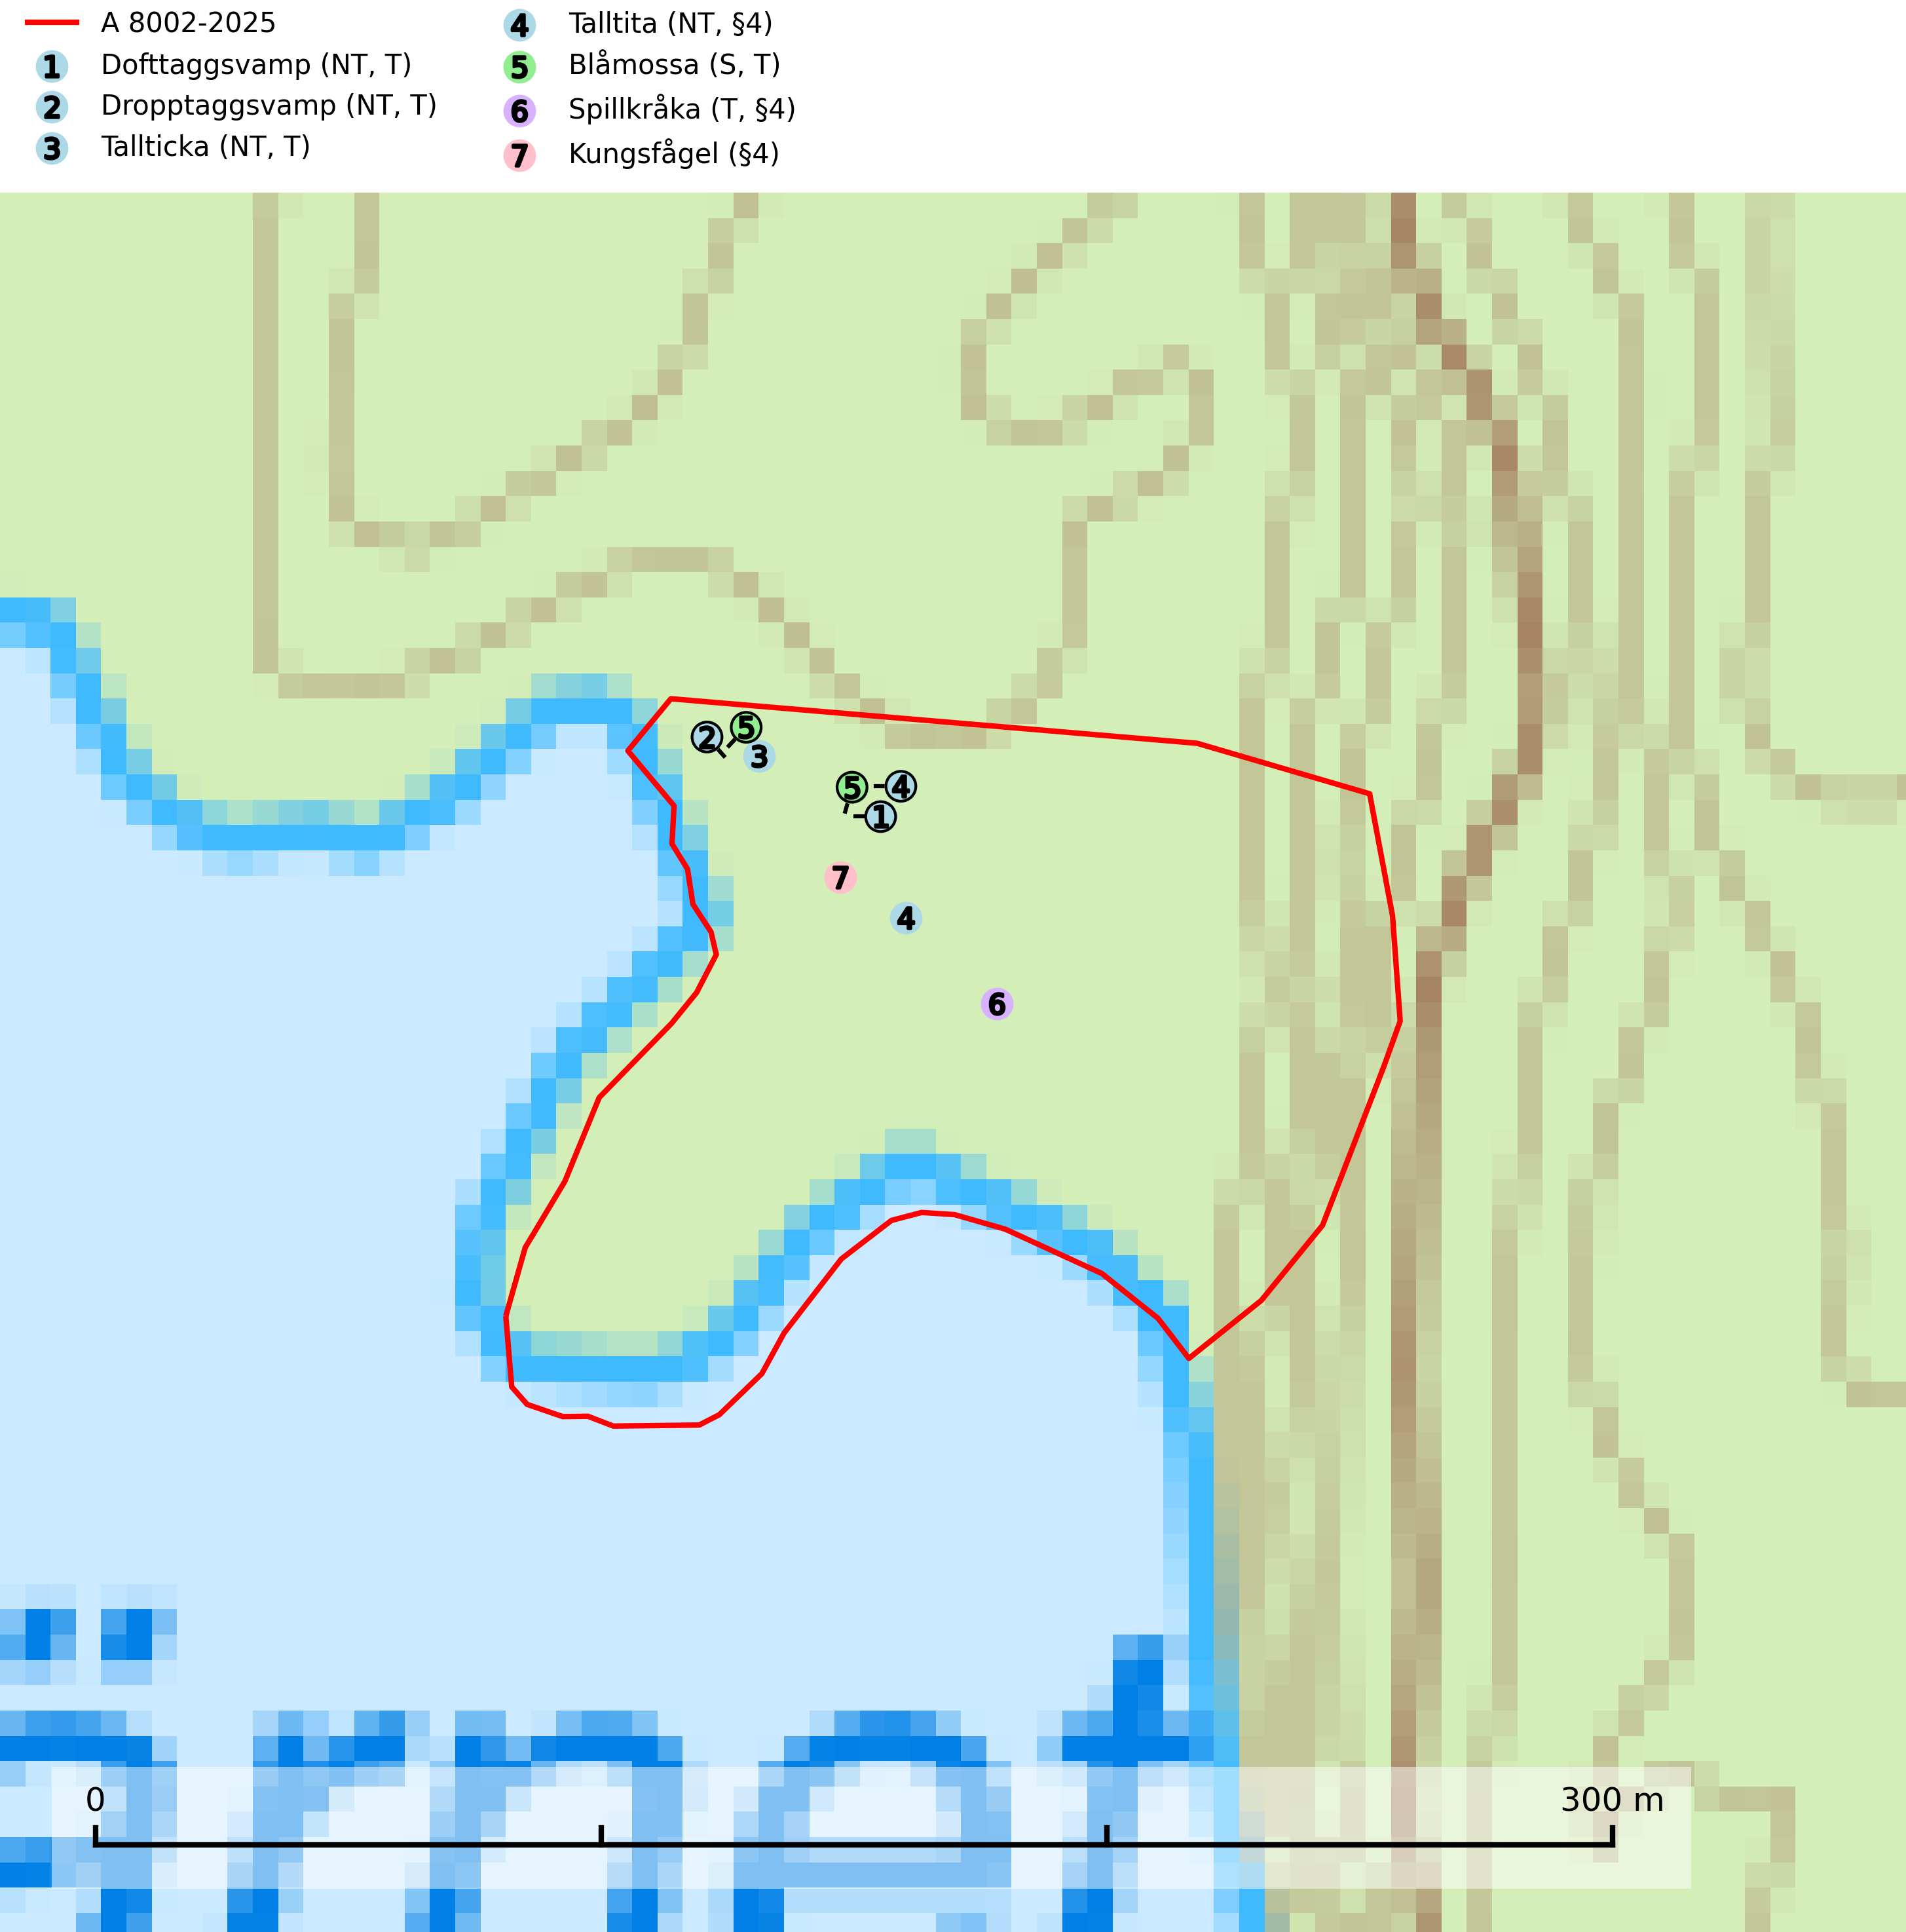 A 8002-2025
1 Dofttaggsvamp (NT, T)
2 Dropptaggsvamp (NT, T)
3 Tallticka (NT, T)
4 Talltita (NT, §4)
5 Blåmossa (S, T)
6 Spillkråka (T, §4)
7 Kungsfågel (§4)
2 5
3
5 4
1
7
4
6
0 300 m